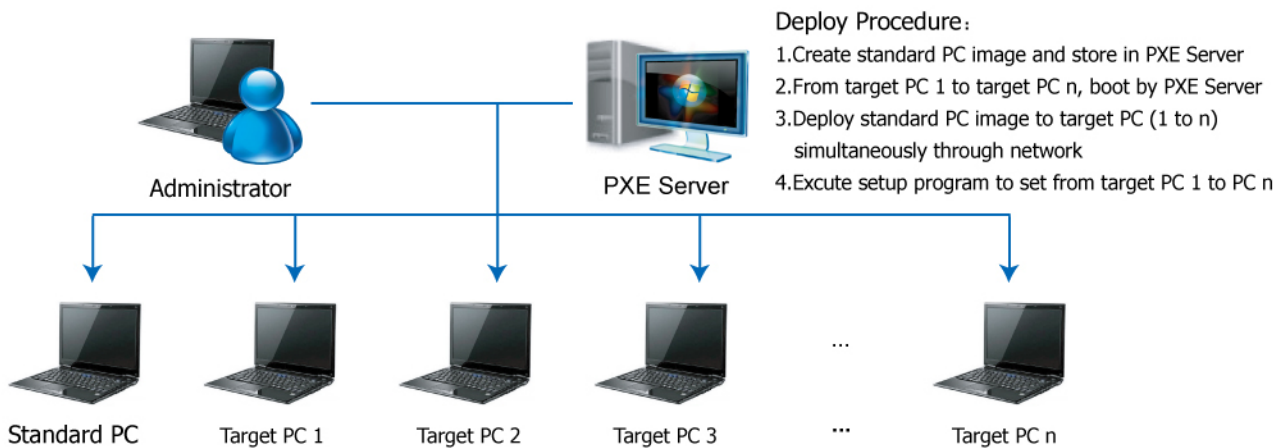 Deploy Procedure:
1.Create standard PC image and store in PXE Server
2.From target PC 1 to target PC n, boot by PXE Server
3.Deploy standard PC image to target PC (1 to n)
simultaneously through network
4.Excute setup program to set from target PC 1 to PC n
Administrator
PXE Server
...
Standard PC
Target PC 1
Target PC 2
Target PC 3
...
Target PC n